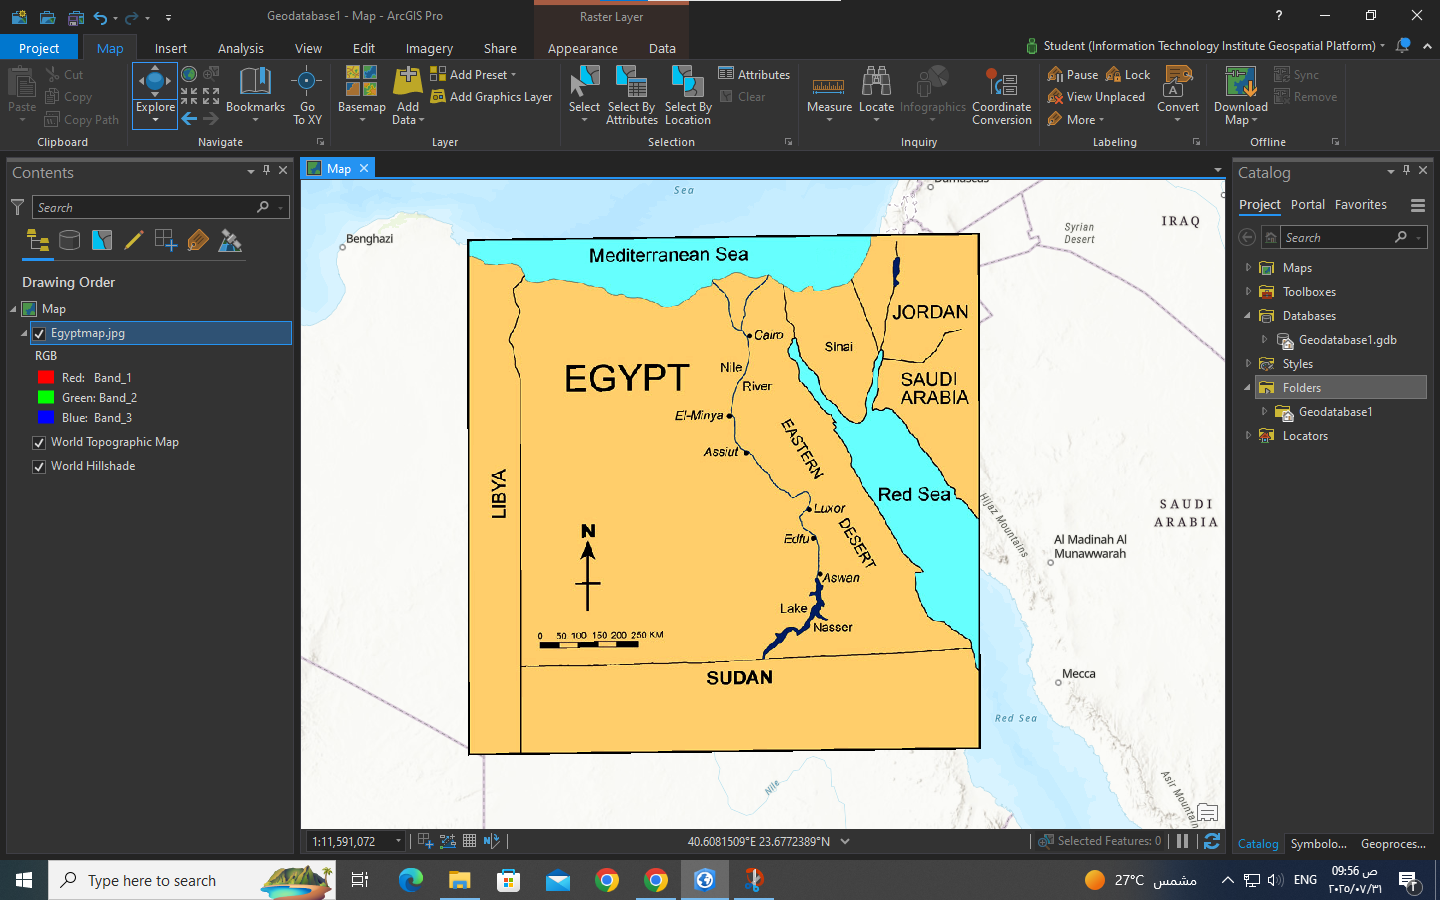 Geodatabase1 - Map - ArcGIS Pro
Raster Layer
?
Project Map Insert Analysis View Edit Imagery Share Appearance Data
Student (Information Technology Institute Geospatial Platform)
Paste
Cut
Copy
Copy Path
Clipboard
Explore
Bookmarks
Go
To XY
Navigate
Basemap
Add
Data
Add Preset
Add Graphics Layer
Layer
Select
Select By
Attributes
Select By
Location
Attributes
Clear
Selection
Measure
Locate
Infographics
Coordinate
Conversion
Inquiry
Pause
Lock
View Unplaced
More
Convert
Labeling
Download
Map
Sync
Remove
Offline
Contents
Search
Drawing Order
Map
Egyptmap.jpg
RGB
Red: Band_1
Green: Band_2
Blue: Band_3
World Topographic Map
World Hillshade
Map
Sea
Damascus
Benghazi
Syrian
Desert
IRAQ
Mediterranean Sea
JORDAN
Cairo
Sinai
EGYPT
Nile
River
SAUDI
ARABIA
El-Minya
Assiut
EASTERN
DESERT
LIBYA
Red Sea
Luxor
N
Edfu
Aswan
Lake
Nasser
0 50 100 150 200 250 KM
SUDAN
Hijaz Mountains
SAUDI
ARABIA
Al Madinah Al
Munawwarah
Mecca
Red Sea
Nile
Asir Mountain
1:11,591,072
40.6081509°E 23.6772389°N
Selected Features: 0
Catalog
Project Portal Favorites
Search
Maps
Toolboxes
Databases
Geodatabase1.gdb
Styles
Folders
Geodatabase1
Locators
Catalog Symbolo... Geoproces...
Type here to search
27°C مشمس
ENG
09:56 ص
٢٠٢٥/٠٧/٣١
٢